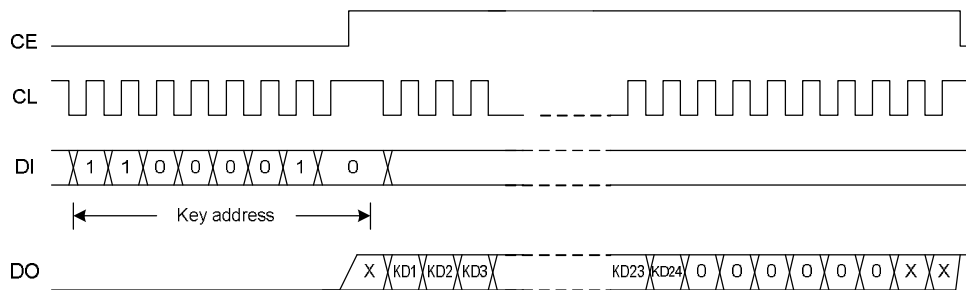 CE
CL
DI 1 1 0 0 0 0 1 0
Key address
DO X KD1 KD2 KD3 KD23 KD24 0 0 0 0 0 0 X X